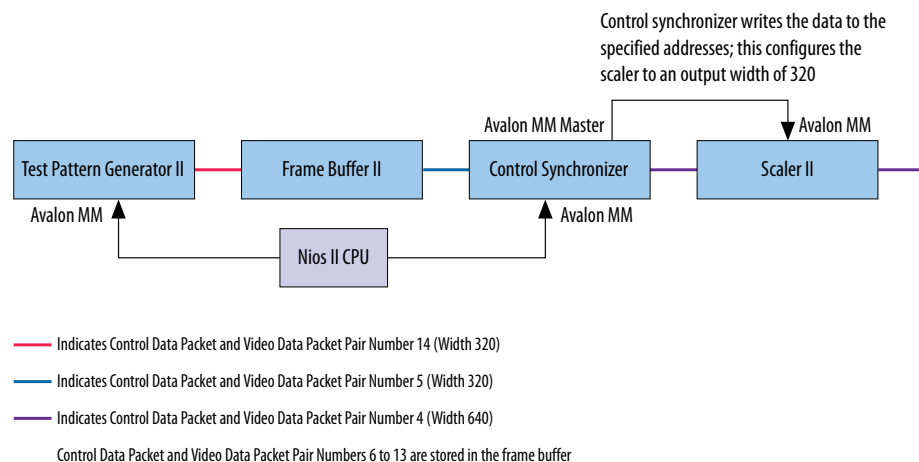 Control synchronizer writes the data to the
specified addresses; this configures the
scaler to an output width of 320
Avalon MM Master
Avalon MM
Test Pattern Generator II
Frame Buffer II
Control Synchronizer
Scaler II
Avalon MM
Avalon MM
Nios II CPU
Indicates Control Data Packet and Video Data Packet Pair Number 14 (Width 320)
Indicates Control Data Packet and Video Data Packet Pair Number 5 (Width 320)
Indicates Control Data Packet and Video Data Packet Pair Number 4 (Width 640)
Control Data Packet and Video Data Packet Pair Numbers 6 to 13 are stored in the frame buffer